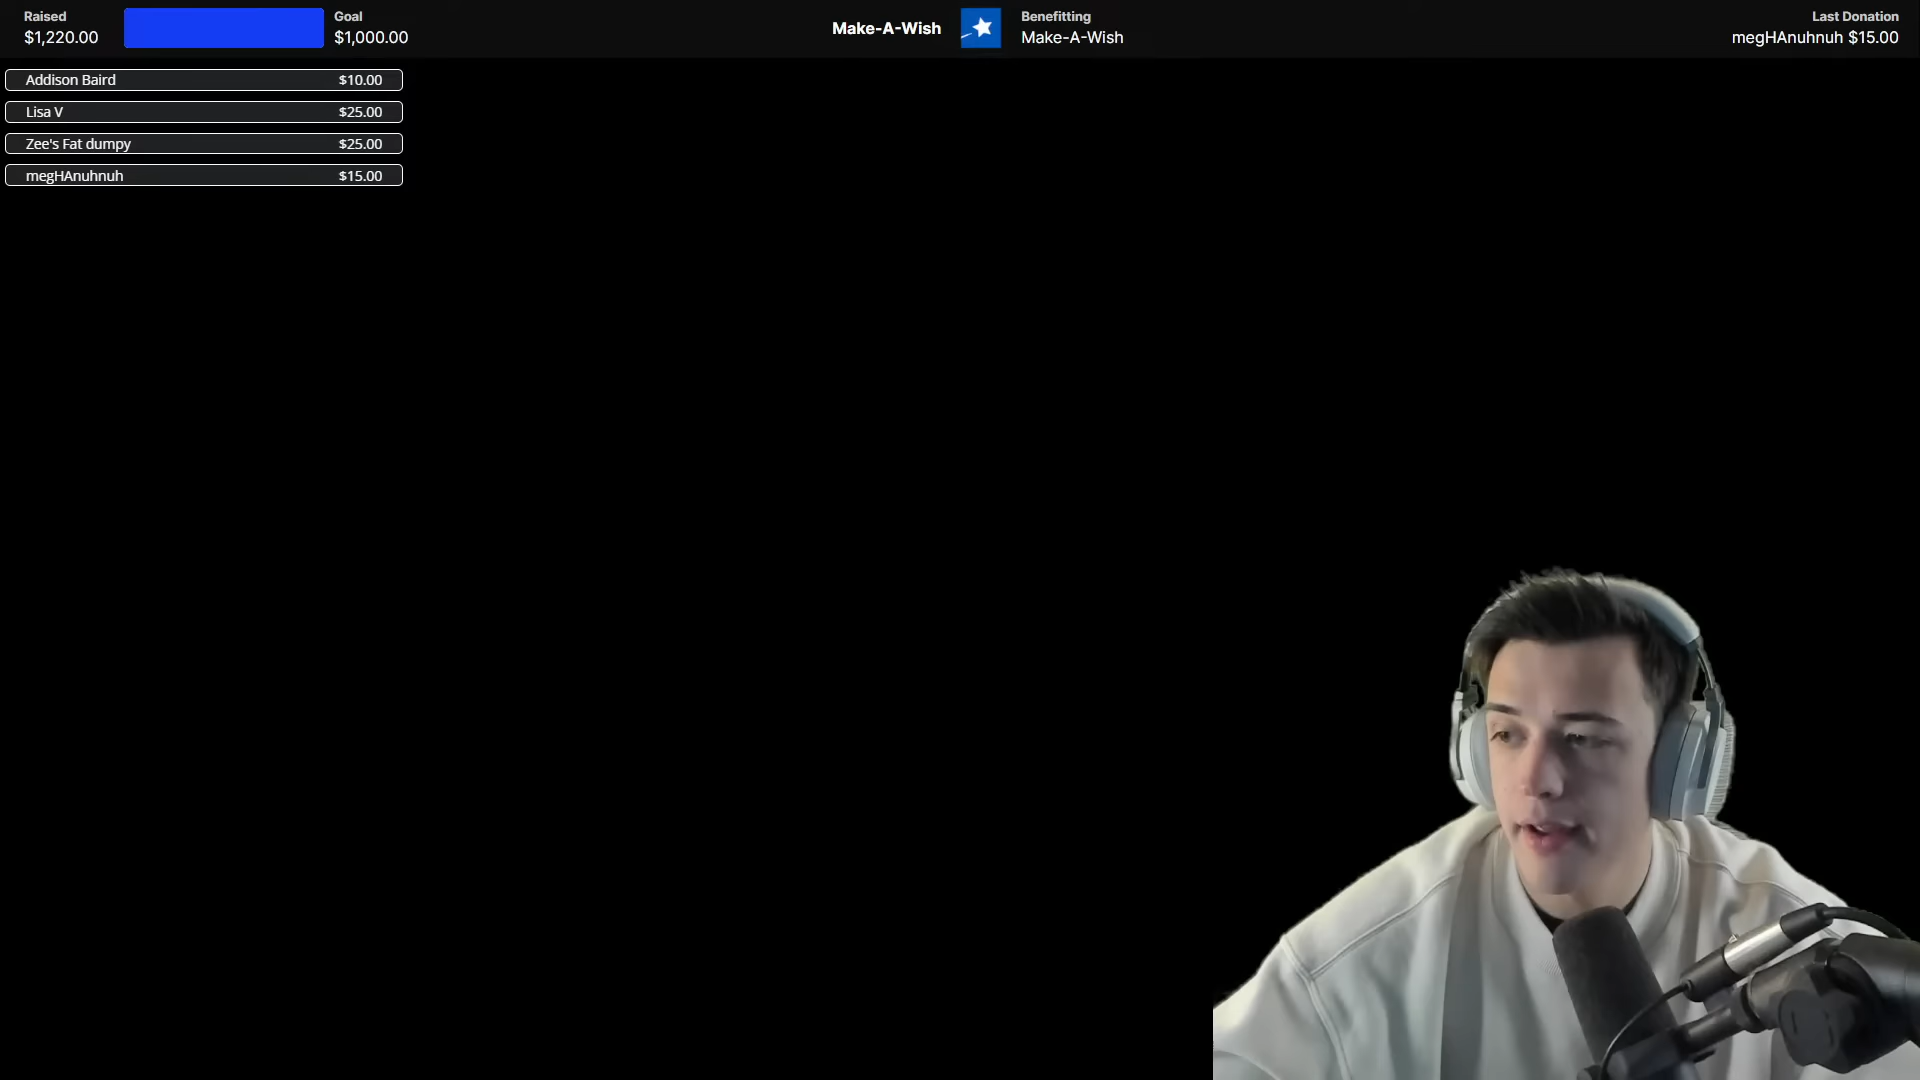 Raised
$1,220.00
Goal
$1,000.00
Make-A-Wish
Benefitting
Make-A-Wish
Last Donation
megHAnuhnuh $15.00
Addison Baird $10.00
Lisa V $25.00
Zee's Fat dumpy $25.00
megHAnuhnuh $15.00